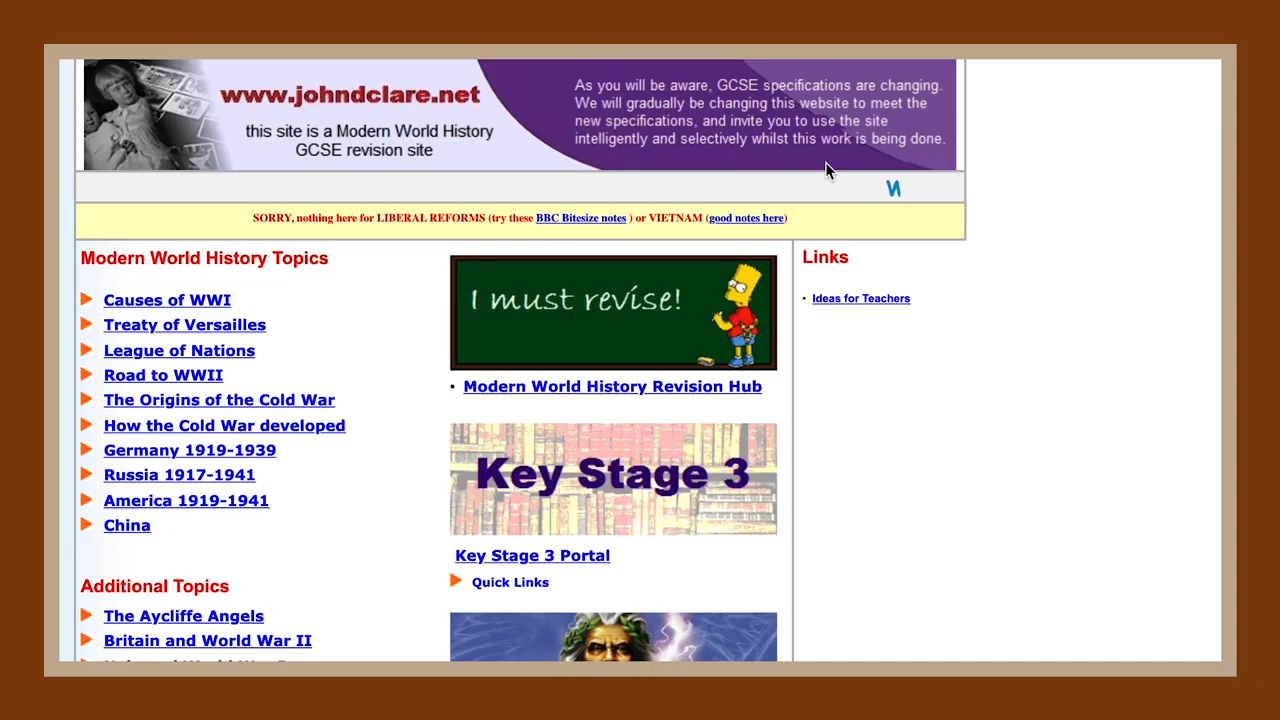 www.johndclare.net
this site is a Modern World History
GCSE revision site
As you will be aware, GCSE specifications are changing.
We will gradually be changing this website to meet the
new specifications, and invite you to use the site
intelligently and selectively whilst this work is being done.
SORRY, nothing here for LIBERAL REFORMS (try these BBC Bitesize notes ) or VIETNAM (good notes here)
Modern World History Topics
Causes of WWI
Treaty of Versailles
League of Nations
Road to WWII
The Origins of the Cold War
How the Cold War developed
Germany 1919-1939
Russia 1917-1941
America 1919-1941
China
Additional Topics
The Aycliffe Angels
Britain and World War II
I must revise!
• Modern World History Revision Hub
Key Stage 3
Key Stage 3 Portal
Quick Links
Links
• Ideas for Teachers